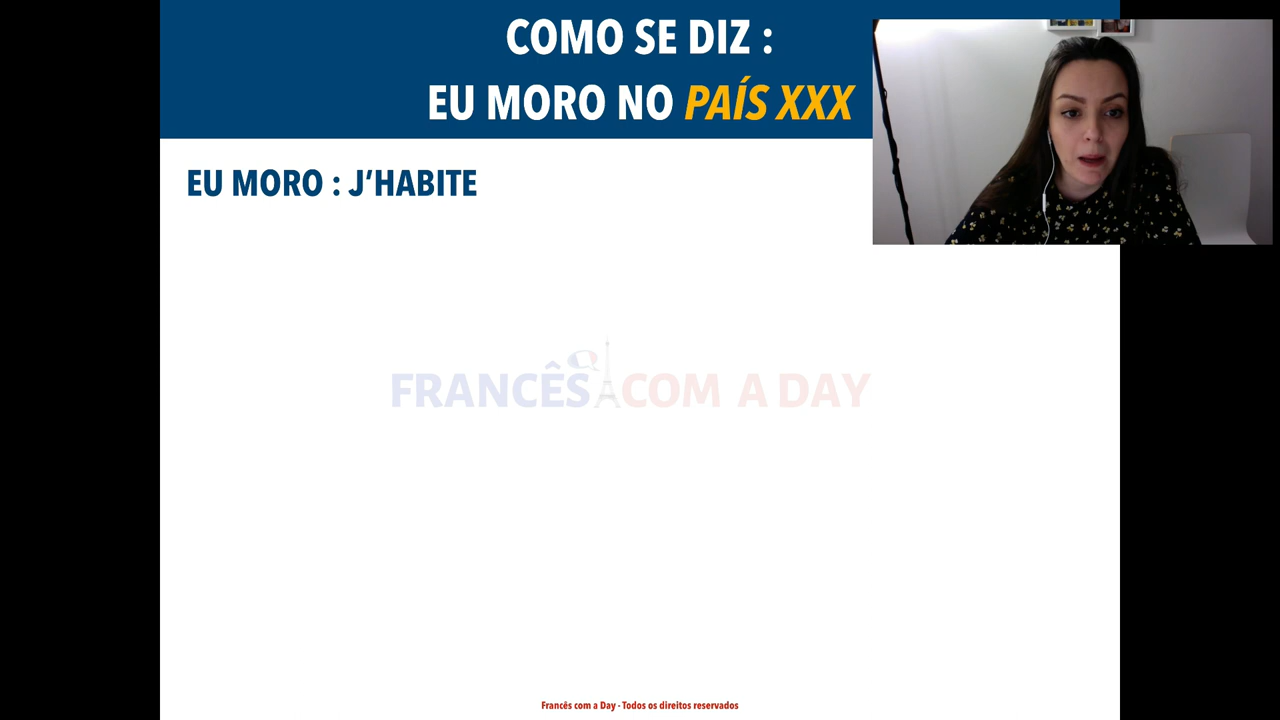 COMO SE DIZ :
EU MORO NO PAÍS XXX
EU MORO : J'HABITE
FRANCÊS COM A DAY
Francês com a Day - Todos os direitos reservados